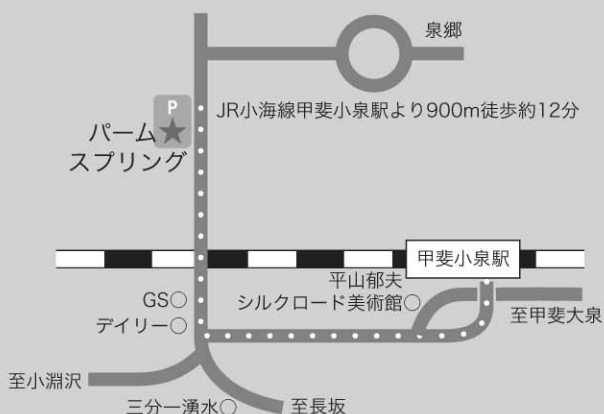 泉郷
P
JR小海線甲斐小泉駅より900m徒歩約12分
パーム
スプリング
甲斐小泉駅
平山郁夫
シルクロード美術館○
GS○
デイリー○
至甲斐大泉
至小淵沢
三分一湧水○
至長坂